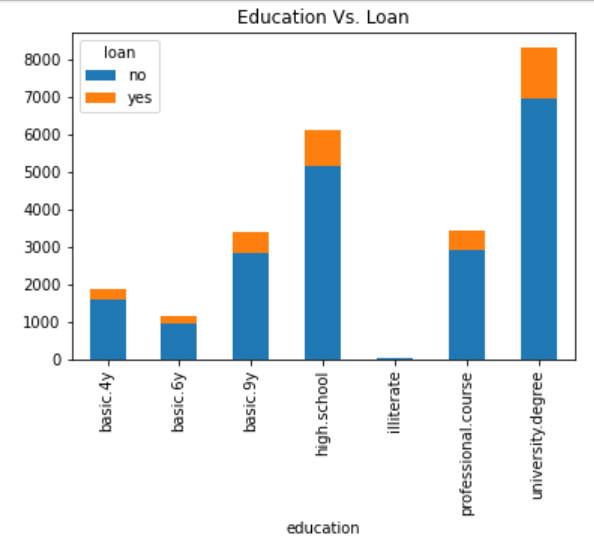 Education Vs. Loan
loan
no
yes
8000
7000
6000
5000
4000
3000
2000
1000
0
basic.4y
basic.6y
basic.9y
high.school
illiterate
professional.course
university.degree
education